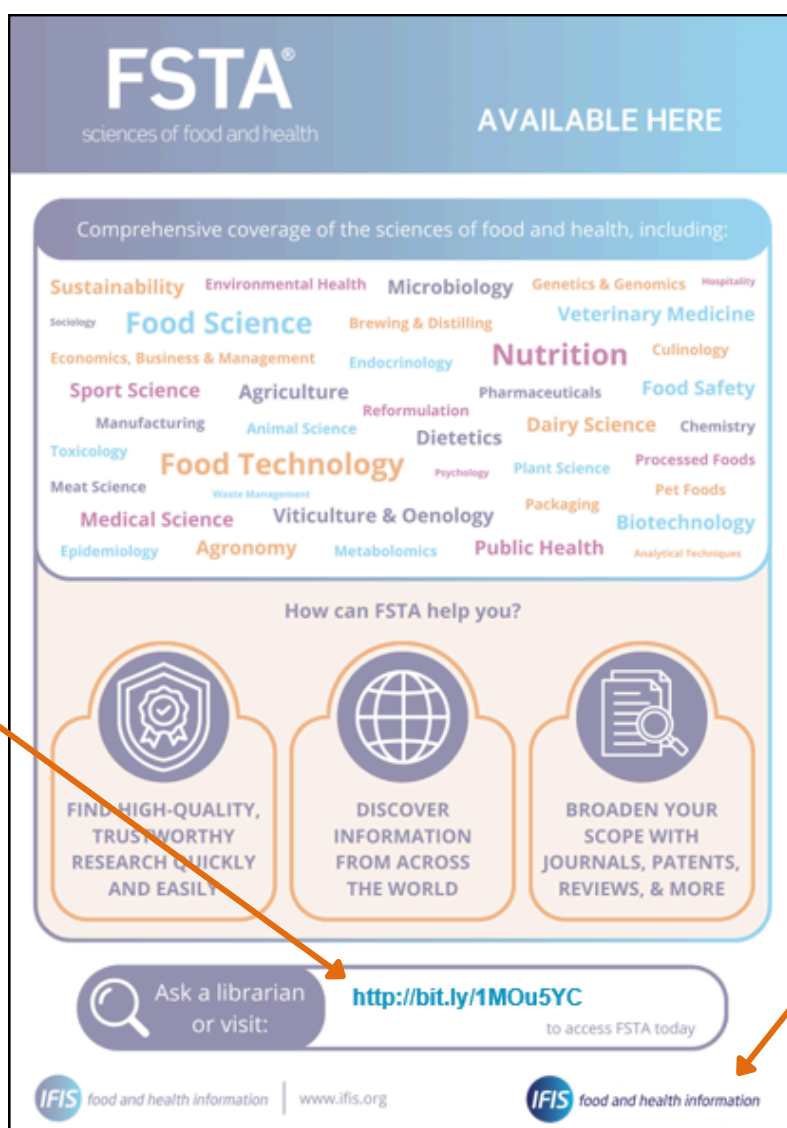 FSTA®
sciences of food and health
AVAILABLE HERE
Comprehensive coverage of the sciences of food and health, including:
Sustainability Environmental Health Microbiology Genetics & Genomics Hospitality
Sociology Food Science Brewing & Distilling Veterinary Medicine
Economics, Business & Management Endocrinology Nutrition Culinology
Sport Science Agriculture Pharmaceuticals Food Safety
Reformulation
Manufacturing Animal Science Dietetics Dairy Science Chemistry
Toxicology Food Technology Psychology Plant Science Processed Foods
Meat Science Waste Management Pet Foods
Medical Science Viticulture & Oenology Packaging Biotechnology
Epidemiology Agronomy Metabolomics Public Health Analytical Techniques
How can FSTA help you?
FIND HIGH-QUALITY,
TRUSTWORTHY
RESEARCH QUICKLY
AND EASILY
DISCOVER
INFORMATION
FROM ACROSS
THE WORLD
BROADEN YOUR
SCOPE WITH
JOURNALS, PATENTS,
REVIEWS, & MORE
Ask a librarian
or visit:
http://bit.ly/1MOu5YC
to access FSTA today
IFIS food and health information | www.ifis.org
IFIS food and health information